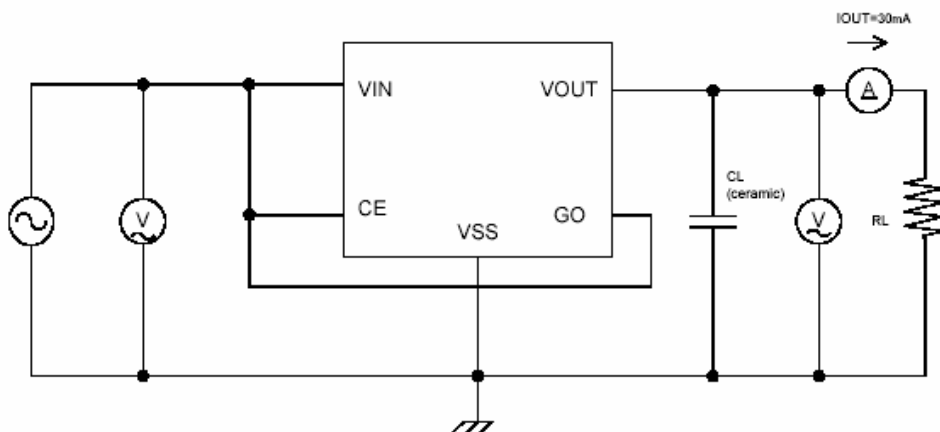 IOUT=30mA
A
VIN
VOUT
CL
(ceramic)
V
CE
GO
V
RL
VSS